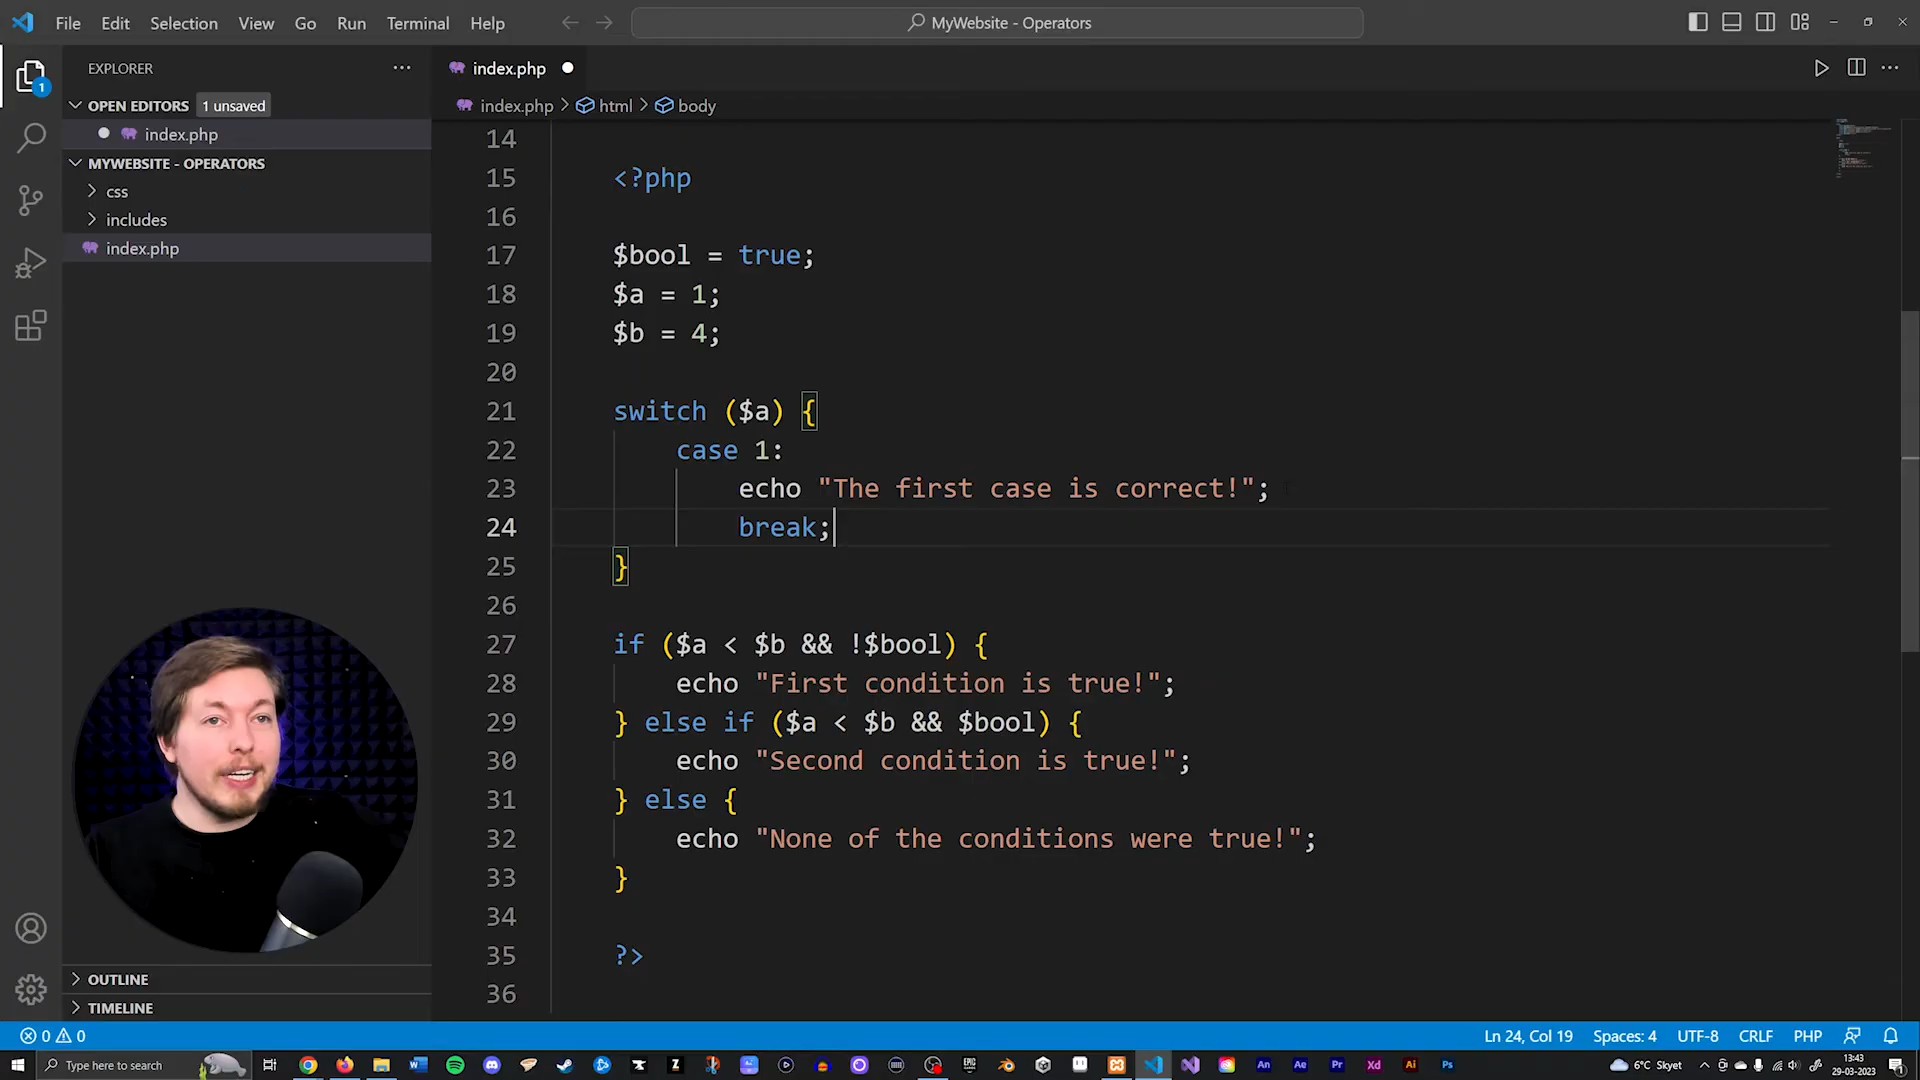 File Edit Selection View Go Run Terminal Help
MyWebsite - Operators
EXPLORER
OPEN EDITORS 1 unsaved
index.php
MYWEBSITE - OPERATORS
css
includes
index.php
OUTLINE
TIMELINE
index.php
index.php > html > body
14
15 <?php
16
17 $bool = true;
18 $a = 1;
19 $b = 4;
20
21 switch ($a) {
22 case 1:
23 echo "The first case is correct!";
24 break;
25 }
26
27 if ($a < $b && !$bool) {
28 echo "First condition is true!";
29 } else if ($a < $b && $bool) {
30 echo "Second condition is true!";
31 } else {
32 echo "None of the conditions were true!";
33 }
34
35 ?>
36
0 0
Ln 24, Col 19 Spaces: 4 UTF-8 CRLF PHP
Type here to search
6°C Skyet
13:43
29-03-2023